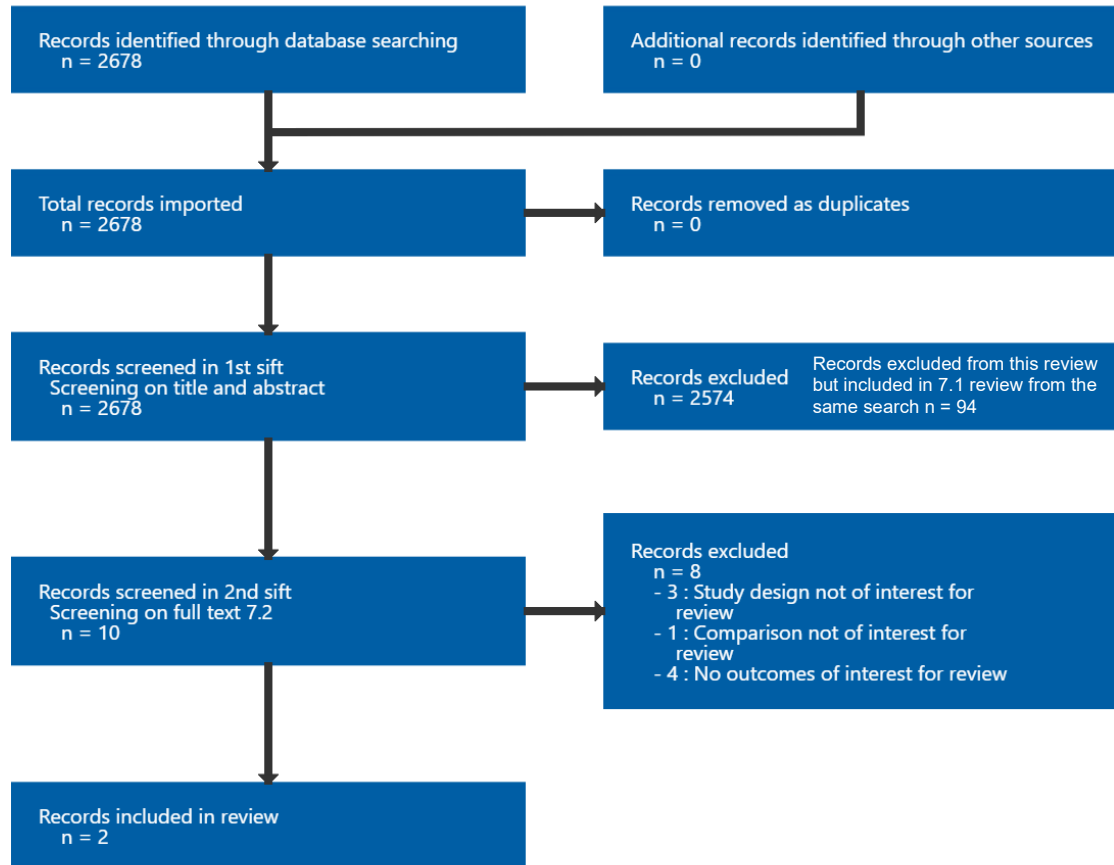 Records identified through database searching
n = 2678
Additional records identified through other sources
n = 0
Total records imported
n = 2678
Records removed as duplicates
n = 0
Records screened in 1st sift
Screening on title and abstract
n = 2678
Records excluded
n = 2574
Records excluded from this review
but included in 7.1 review from the
same search n = 94
Records screened in 2nd sift
Screening on full text 7.2
n = 10
Records excluded
n = 8
- 3 : Study design not of interest for
review
- 1 : Comparison not of interest for
review
- 4 : No outcomes of interest for review
Records included in review
n = 2